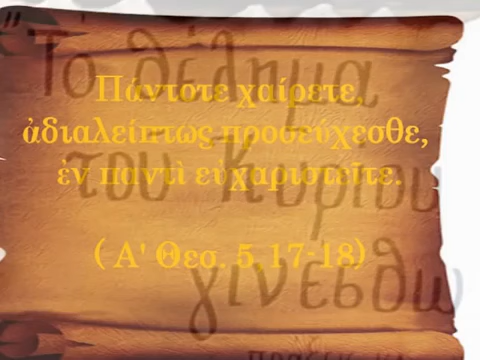 Πάντοτε χαίρετε,
ἀδιαλείπτως προσεύχεσθε,
ἐν παντὶ εὐχαριστεῖτε.
( Α' Θεσ. 5,17-18)
"Το θέλημα
του Κυρίου
γινέσθω